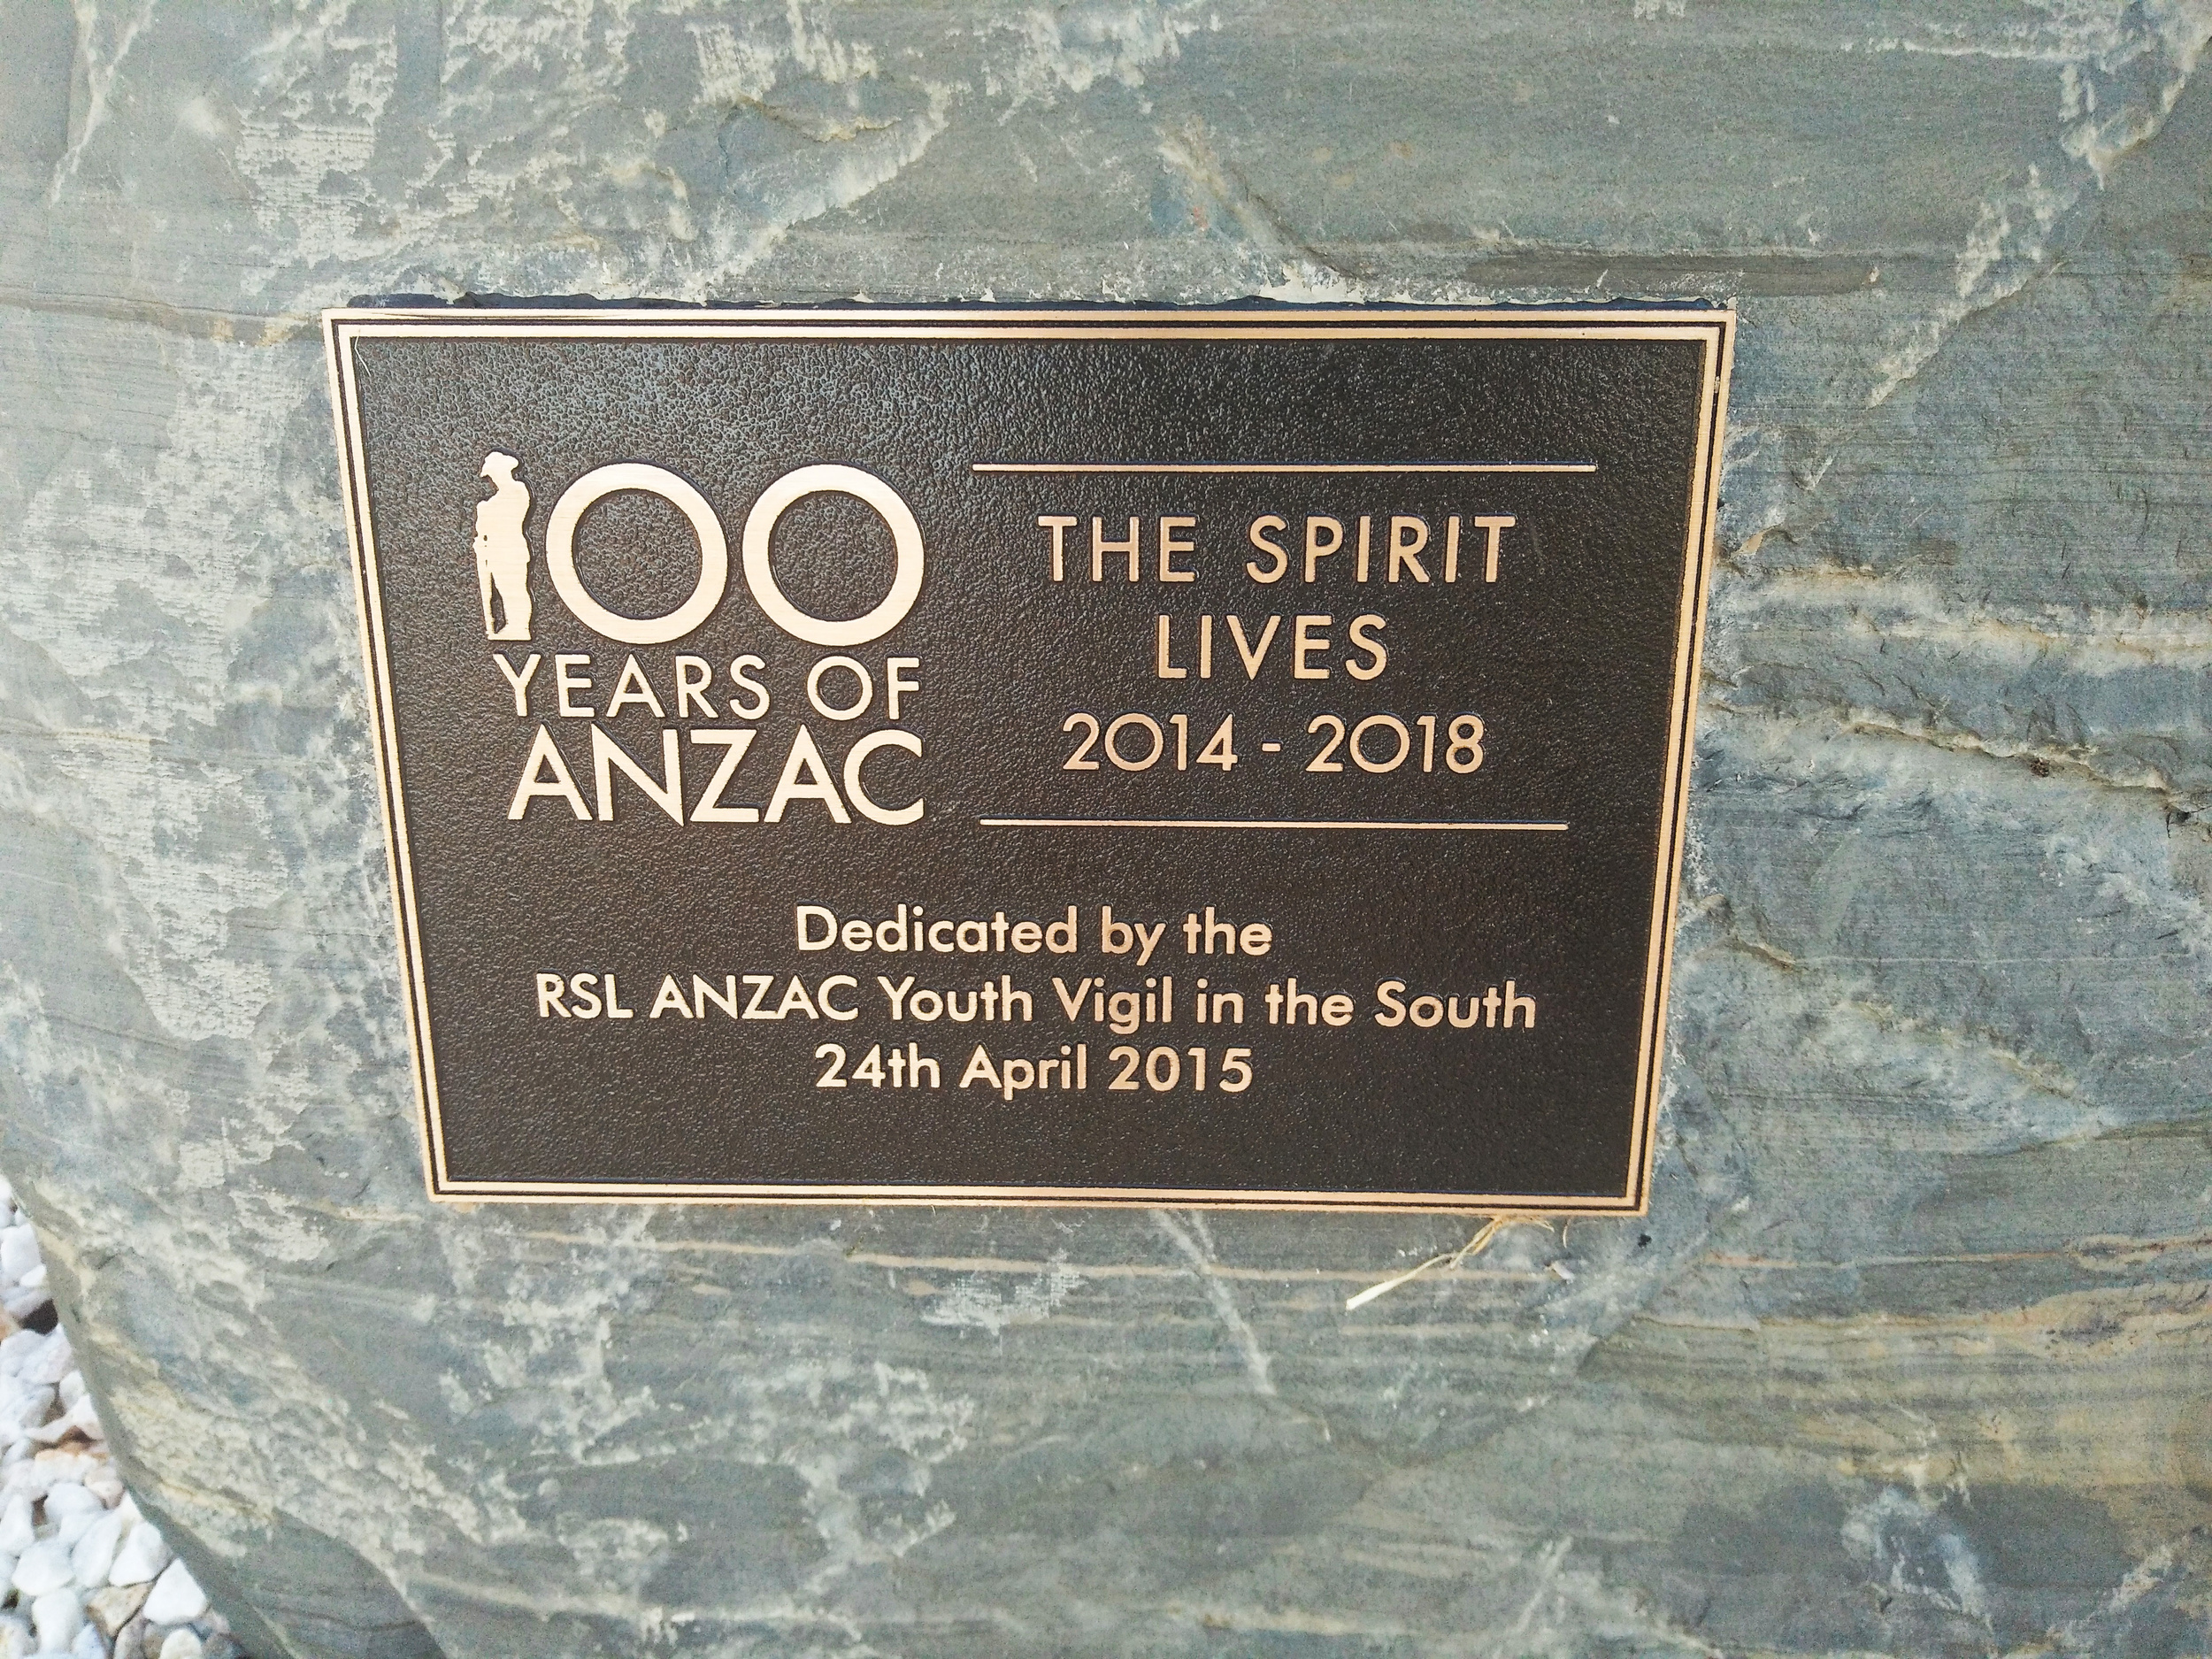 100
YEARS OF
ANZAC
THE SPIRIT
LIVES
2014 - 2018
Dedicated by the
RSL ANZAC Youth Vigil in the South
24th April 2015